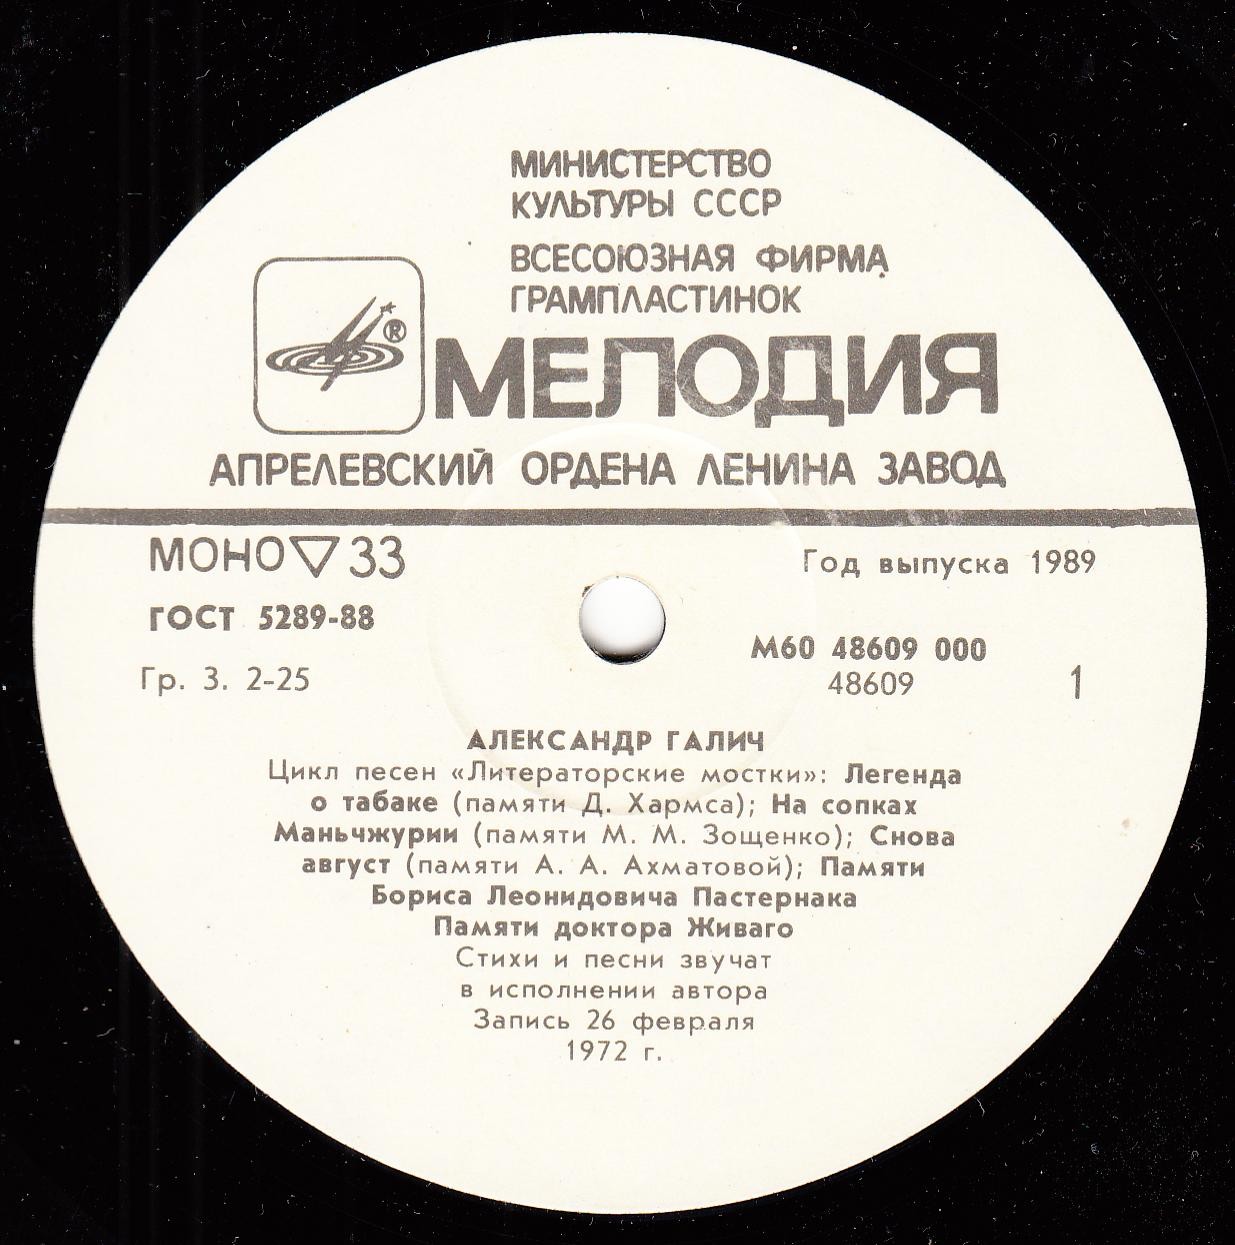 МИНИСТЕРСТВО
КУЛЬТУРЫ СССР
ВСЕСОЮЗНАЯ ФИРМА
ГРАМПЛАСТИНОК
®
МЕЛОДИЯ
АПРЕЛЕВСКИЙ ОРДЕНА ЛЕНИНА ЗАВОД
МОНО ▽ 33
Год выпуска 1989
ГОСТ 5289-88
М60 48609 000
Гр. 3. 2-25
48609
1
АЛЕКСАНДР ГАЛИЧ
Цикл песен «Литераторские мостки»: Легенда
о табаке (памяти Д. Хармса); На сопках
Маньчжурии (памяти М. М. Зощенко); Снова
август (памяти А. А. Ахматовой); Памяти
Бориса Леонидовича Пастернака
Памяти доктора Живаго
Стихи и песни звучат
в исполнении автора
Запись 26 февраля
1972 г.